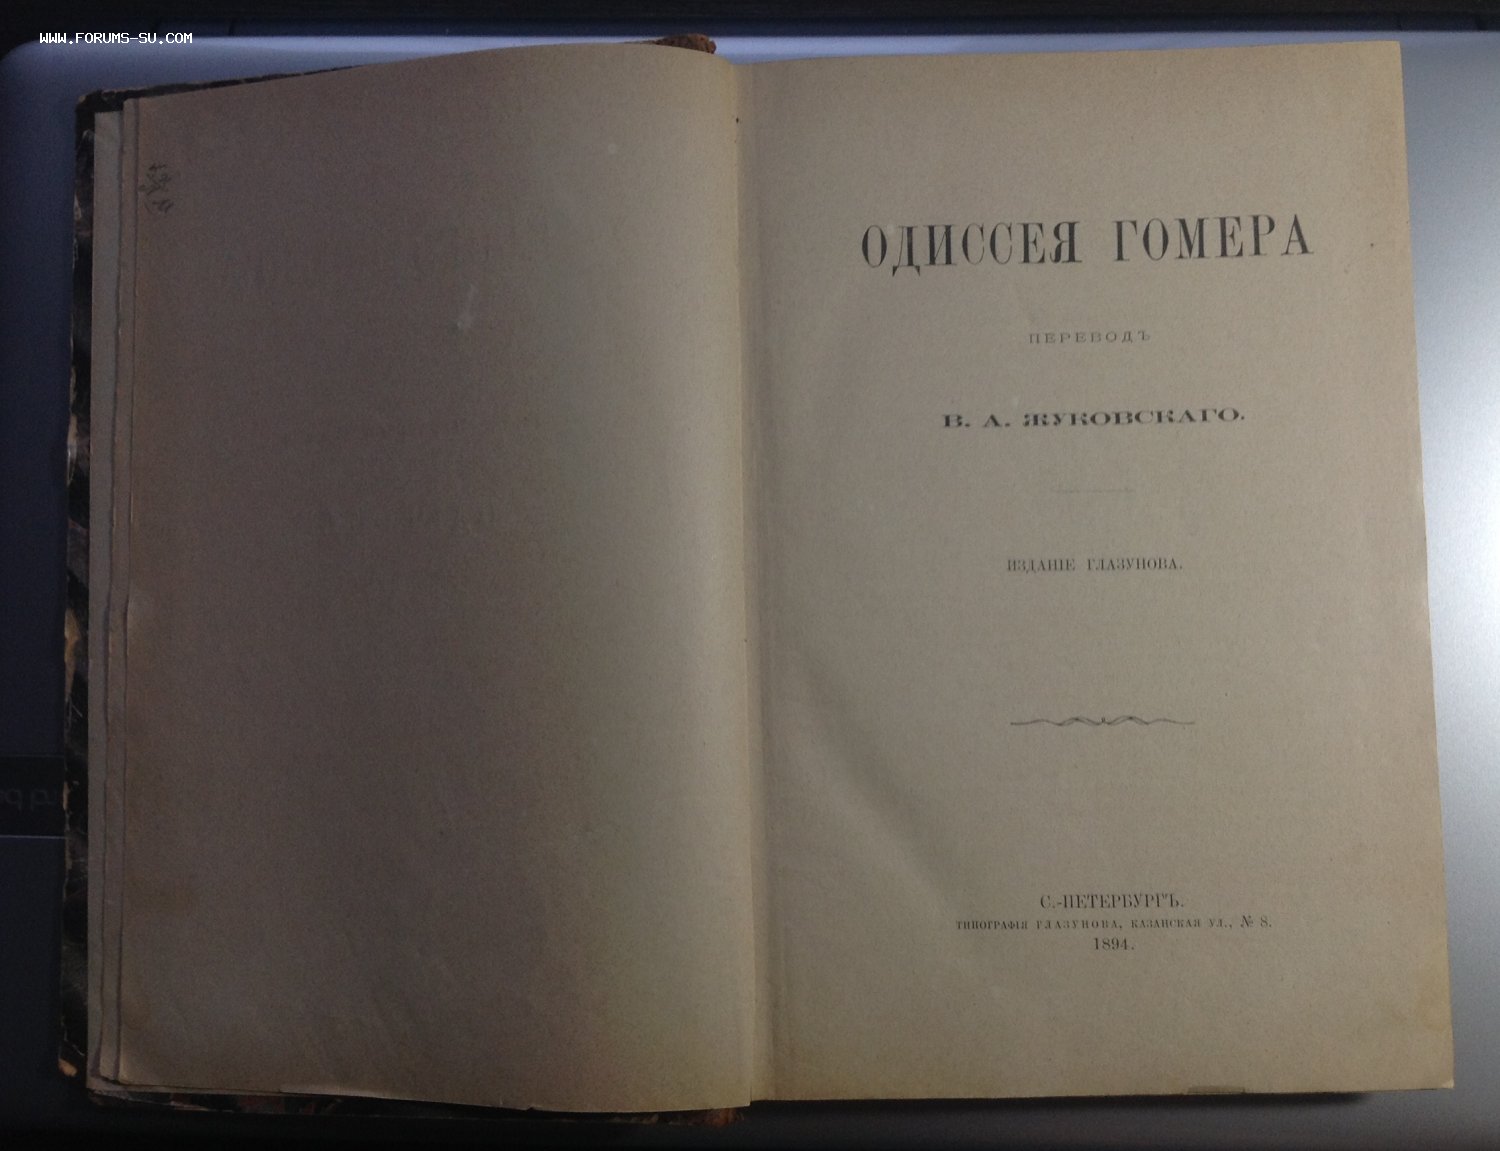 WWW.FORUMS-SU.COM
ОДИССЕЯ ГОМЕРА
ПЕРЕВОДЪ
В. А. ЖУКОВСКАГО.
ИЗДАНІЕ ГЛАЗУНОВА.
С.-ПЕТЕРБУРГЪ.
ТИПОГРАФІЯ ГЛАЗУНОВА, КАЗАНСКАЯ УЛ., № 8.
1894.